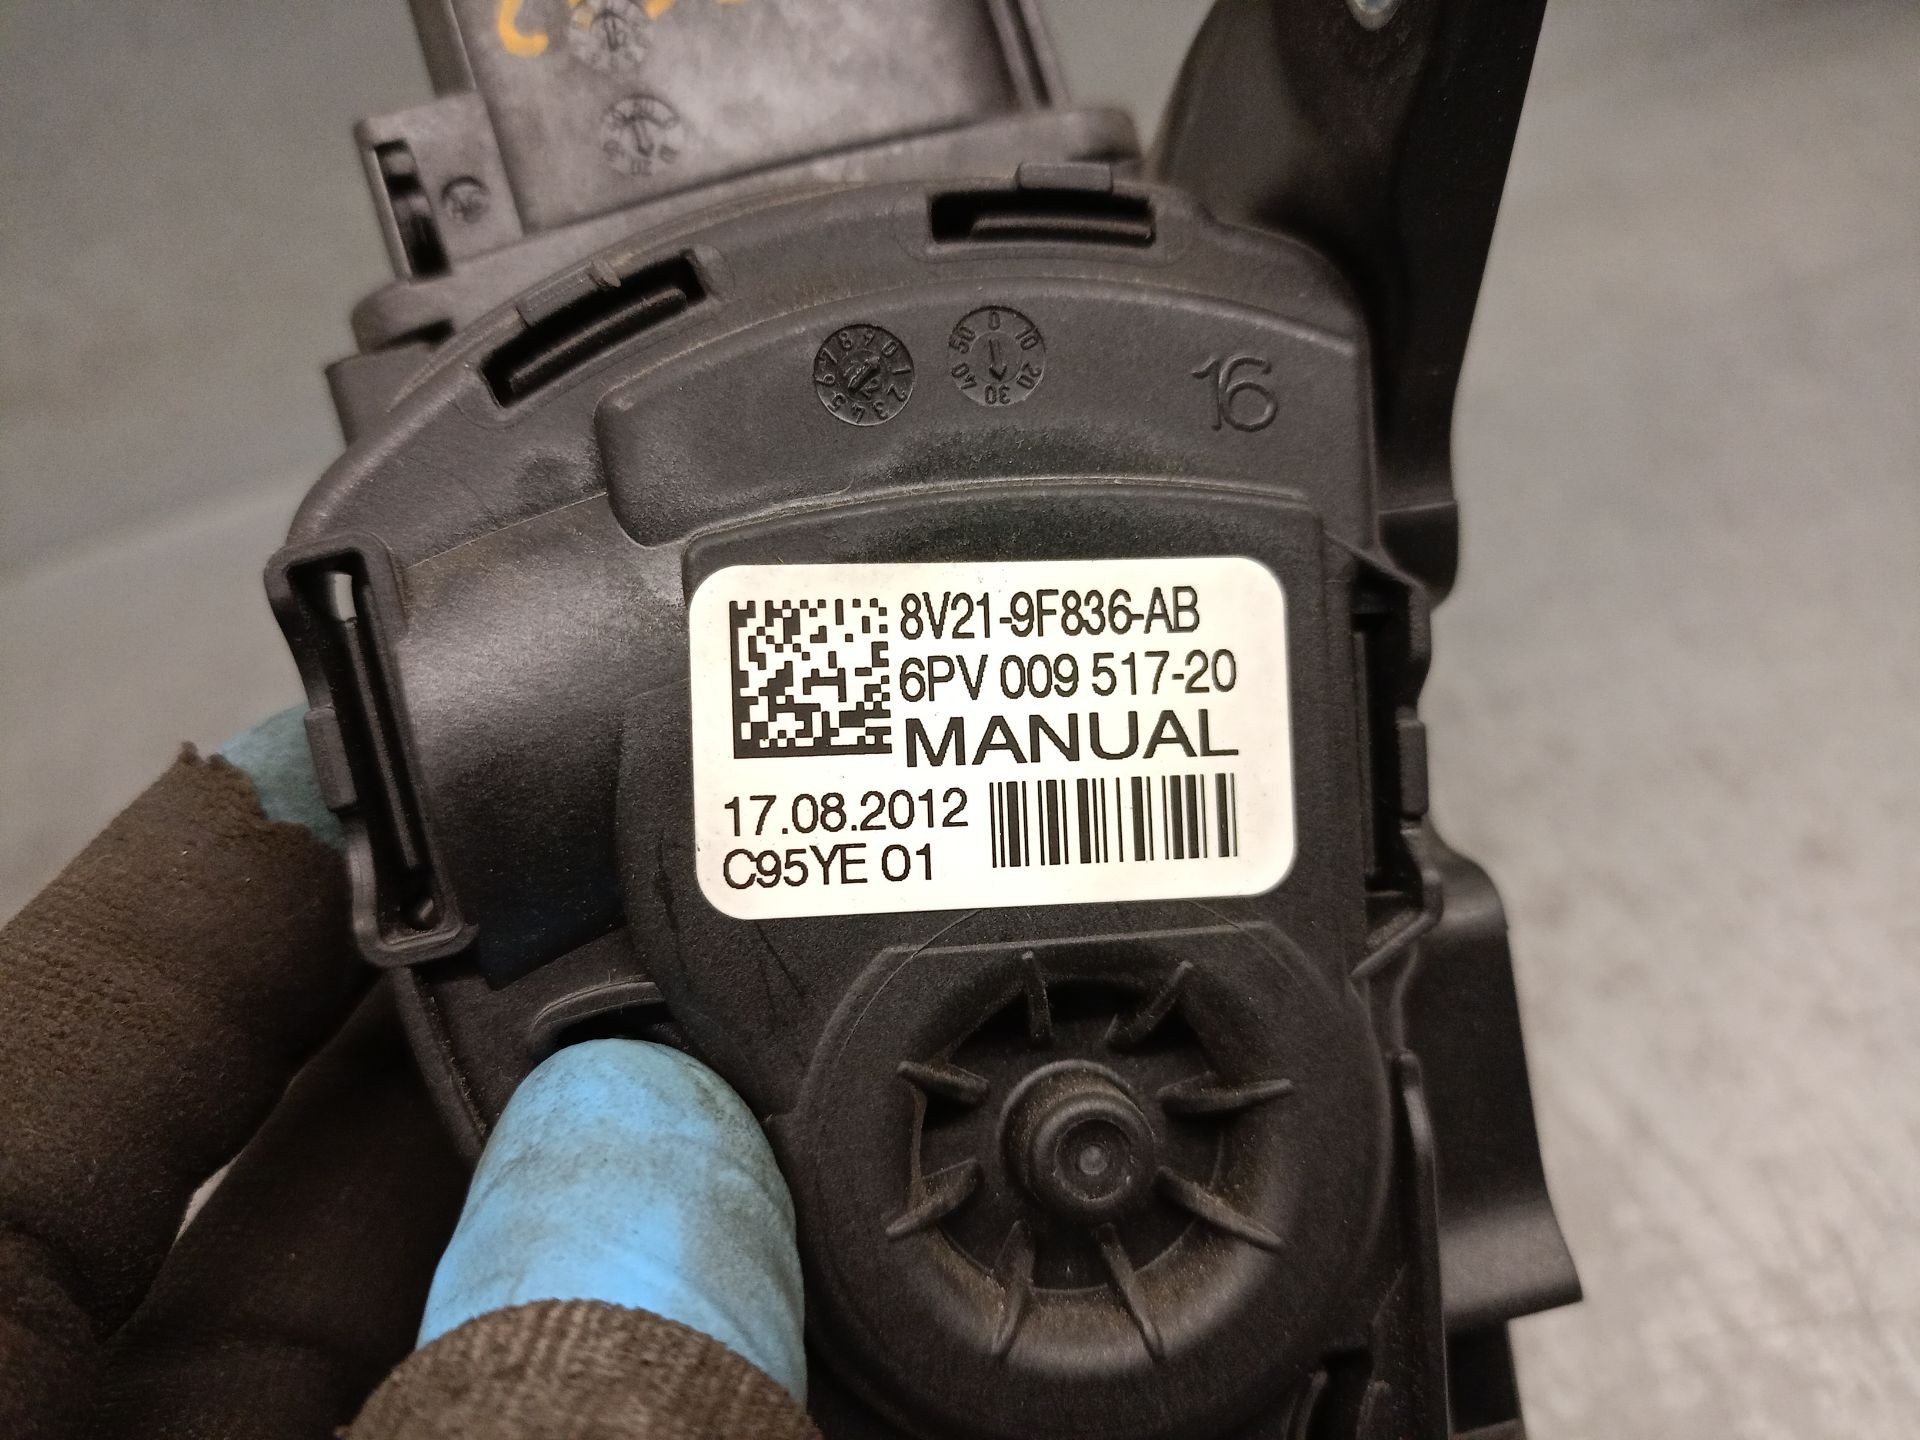 16
8V21-9F836-AB
6PV 009 517-20
MANUAL
17.08.2012
C95YE 01